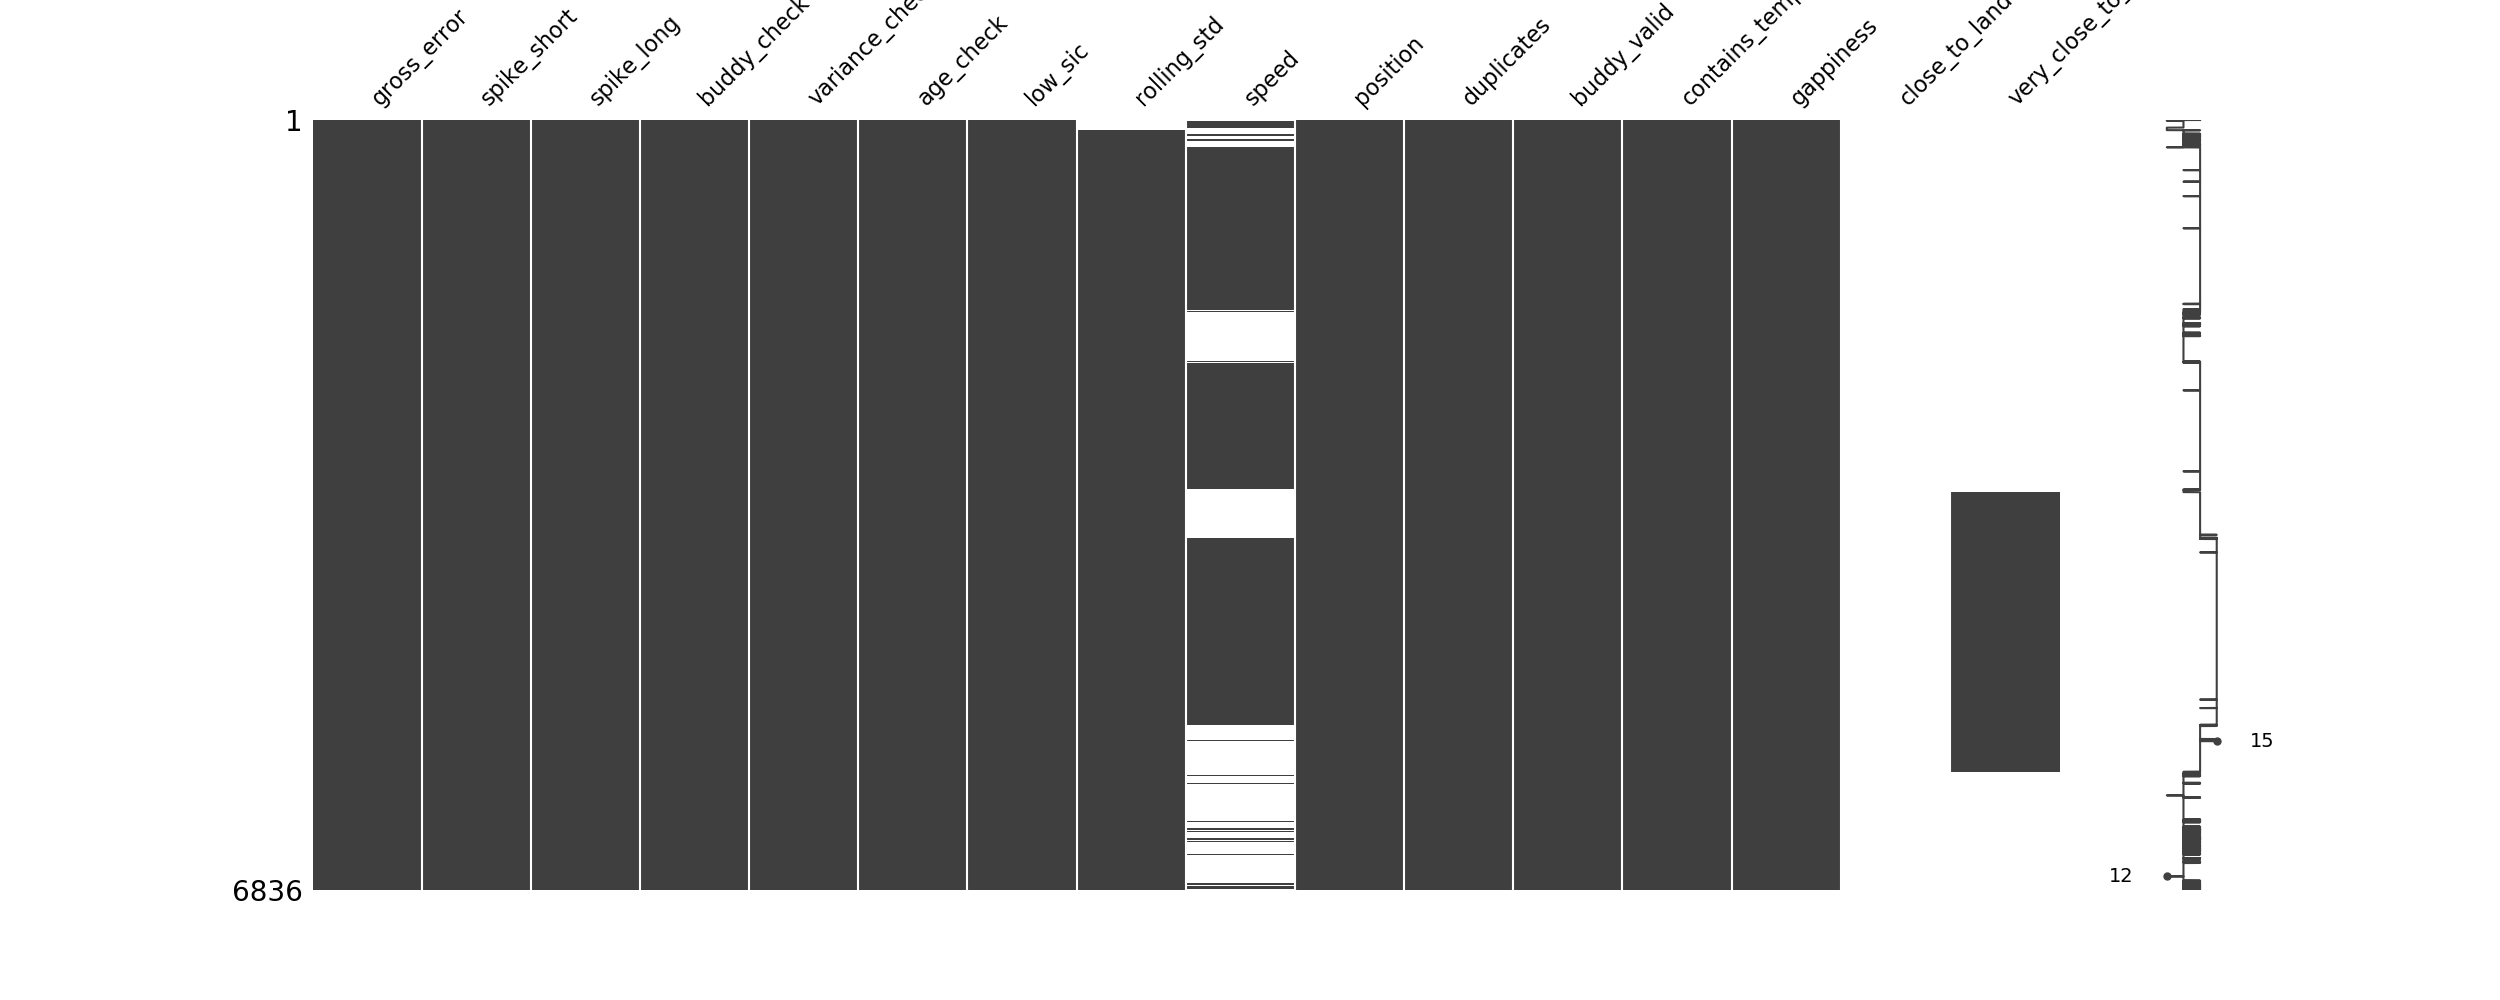 gross_error
spike_short
spike_long
buddy_check
variance_che
age_check
low_sic
rolling_std
speed
position
duplicates
buddy_valid
contains_temp
gappiness
close_to_land
very_close_to_
1
15
12
6836